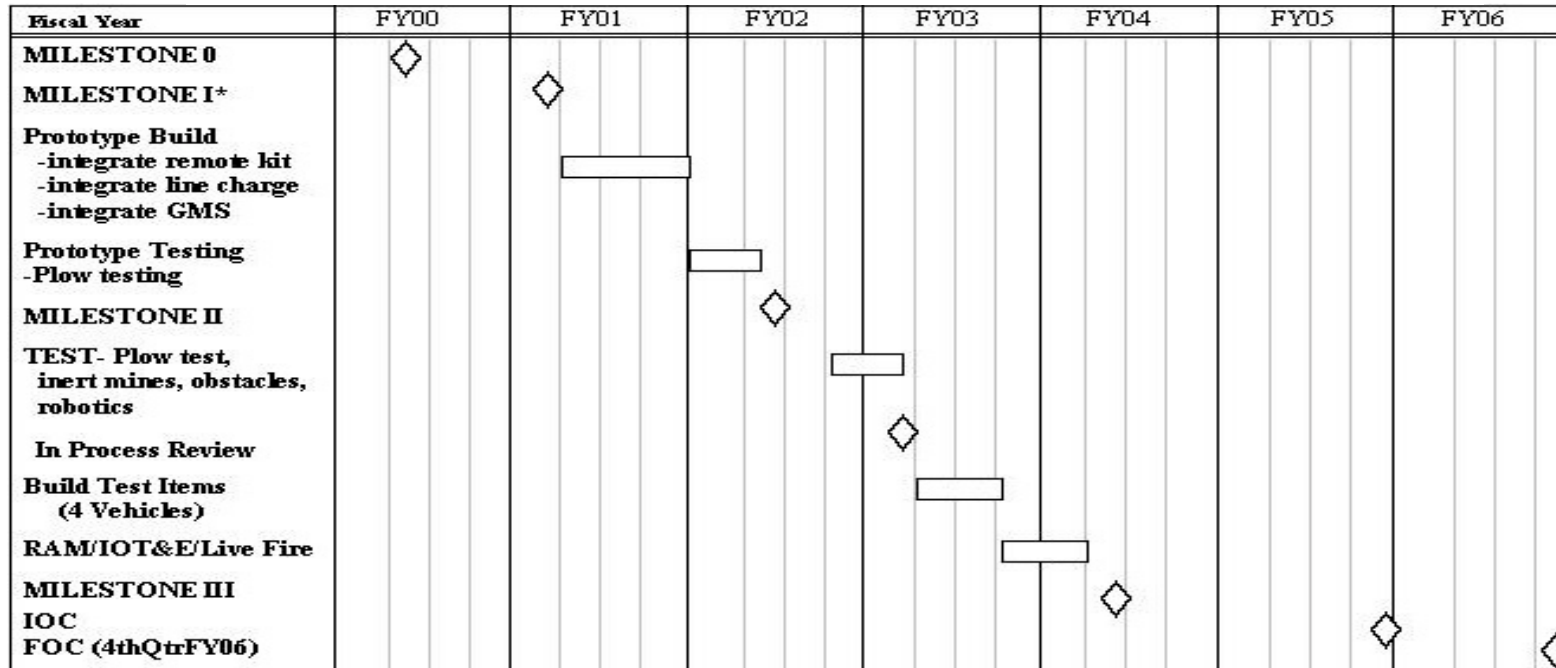 Fiscal Year FY00 FY01 FY02 FY03 FY04 FY05 FY06
MILESTONE 0
MILESTONE I*
Prototype Build
-integrate remote kit
-integrate line charge
-integrate GMS
Prototype Testing
-Plow testing
MILESTONE II
TEST- Plow test,
inert mines, obstacles,
robotics
In Process Review
Build Test Items
(4 Vehicles)
RAM/IOT&E/Live Fire
MILESTONE III
IOC
FOC (4thQtrFY06)